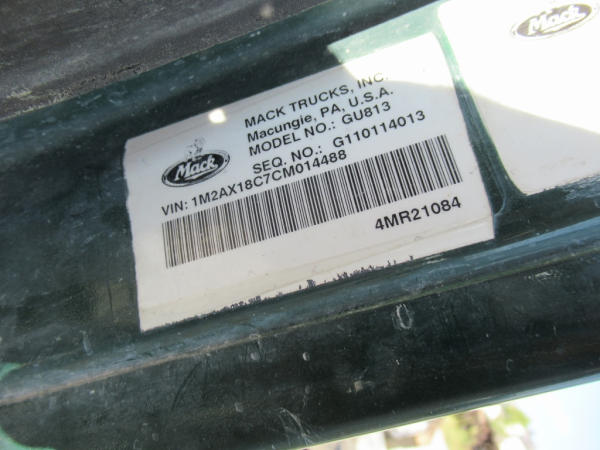 MACK TRUCKS, INC.
Macungie, PA, U.S.A.
MODEL NO.: GU813
SEQ. NO.: G110114013
Mack
VIN: 1M2AX18C7CM014488
4MR21084
Mack